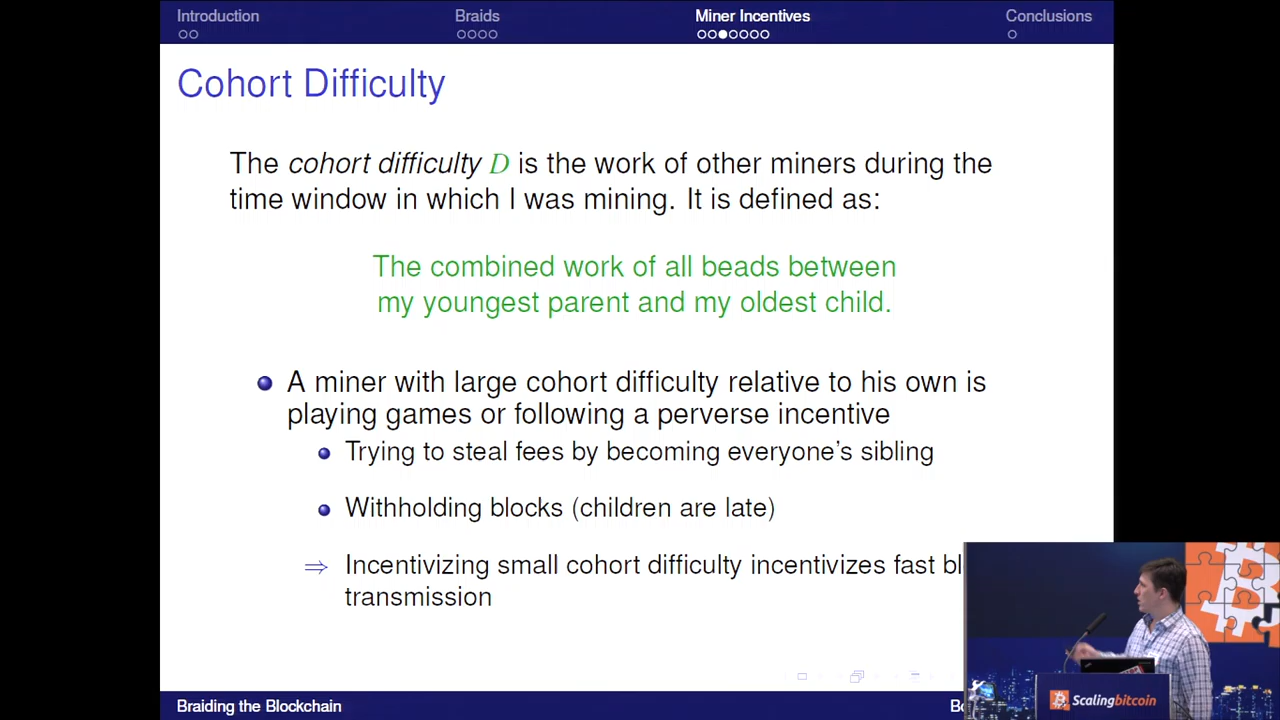 Introduction
Braids
Miner Incentives
Conclusions
Cohort Difficulty
The cohort difficulty D is the work of other miners during the
time window in which I was mining. It is defined as:
The combined work of all beads between
my youngest parent and my oldest child.
A miner with large cohort difficulty relative to his own is
playing games or following a perverse incentive
Trying to steal fees by becoming everyone's sibling
Withholding blocks (children are late)
⇒ Incentivizing small cohort difficulty incentivizes fast
transmission
Braiding the Blockchain
Scalingbitcoin